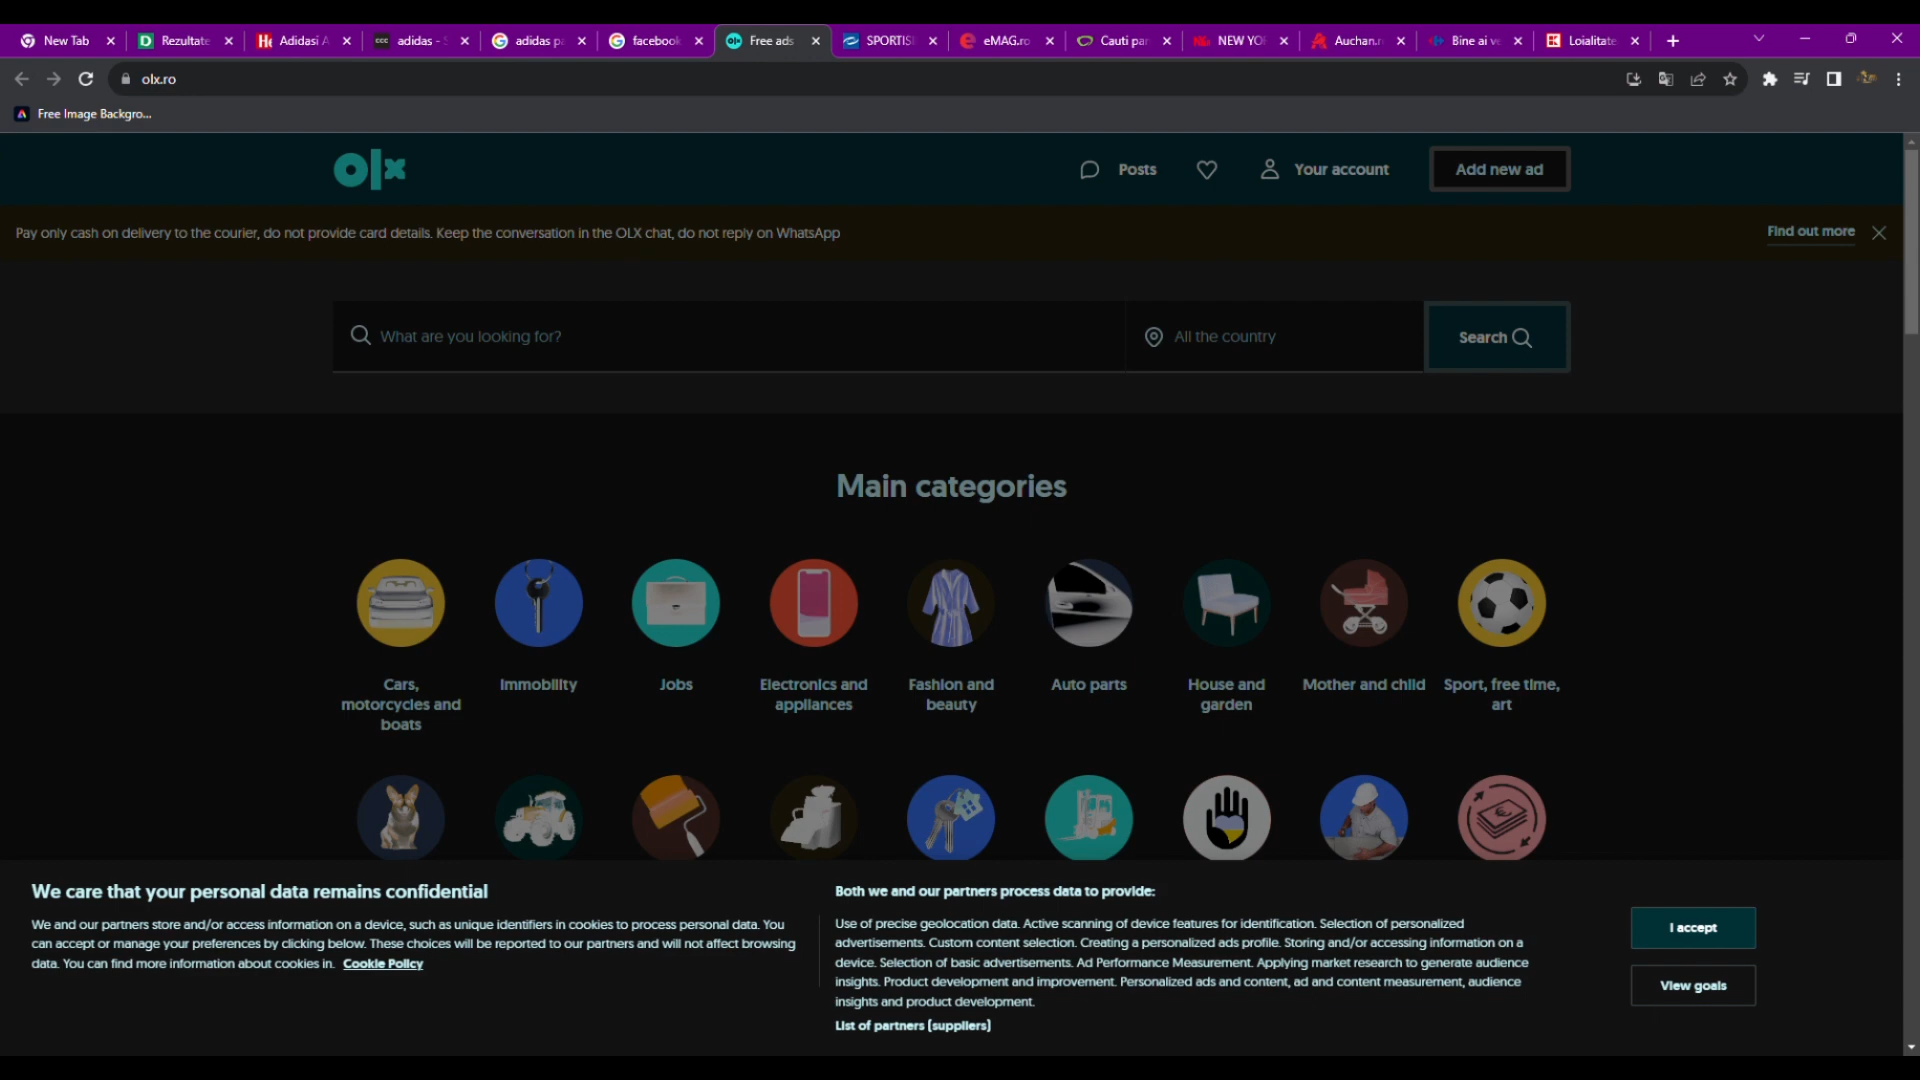 New Tab
Rezultate
Adidasi A
adidas - S
adidas pa
facebook
Free ads
SPORTISI
eMAG.ro
Cauti par
NEW YO
Auchan.r
Bine ai ve
Loialitate
olx.ro
Free Image Backgro...
olx
Posts
Your account
Add new ad
Pay only cash on delivery to the courier, do not provide card details. Keep the conversation in the OLX chat, do not reply on WhatsApp
Find out more
What are you looking for?
All the country
Search
Main categories
Cars,
motorcycles and
boats
Immobility
Jobs
Electronics and
appliances
Fashion and
beauty
Auto parts
House and
garden
Mother and child
Sport, free time,
art
We care that your personal data remains confidential
We and our partners store and/or access information on a device, such as unique identifiers in cookies to process personal data. You
can accept or manage your preferences by clicking below. These choices will be reported to our partners and will not affect browsing
data. You can find more information about cookies in. Cookie Policy
Both we and our partners process data to provide:
Use of precise geolocation data. Active scanning of device features for identification. Selection of personalized
advertisements. Custom content selection. Creating a personalized ads profile. Storing and/or accessing information on a
device. Selection of basic advertisements. Ad Performance Measurement. Applying market research to generate audience
insights. Product development and improvement. Personalized ads and content, ad and content measurement, audience
insights and product development.
List of partners (suppliers)
I accept
View goals